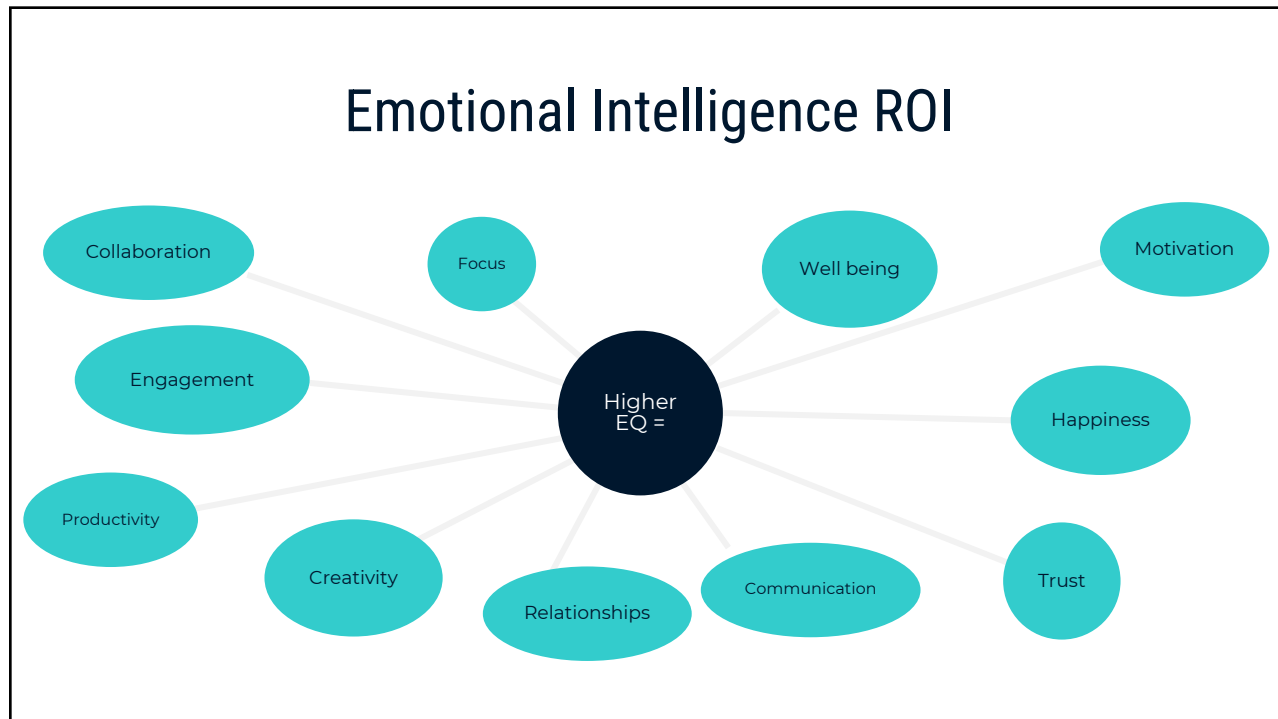 Emotional Intelligence ROI
Collaboration
Focus
Well being
Motivation
Engagement
Higher
EQ =
Happiness
Productivity
Creativity
Relationships
Communication
Trust